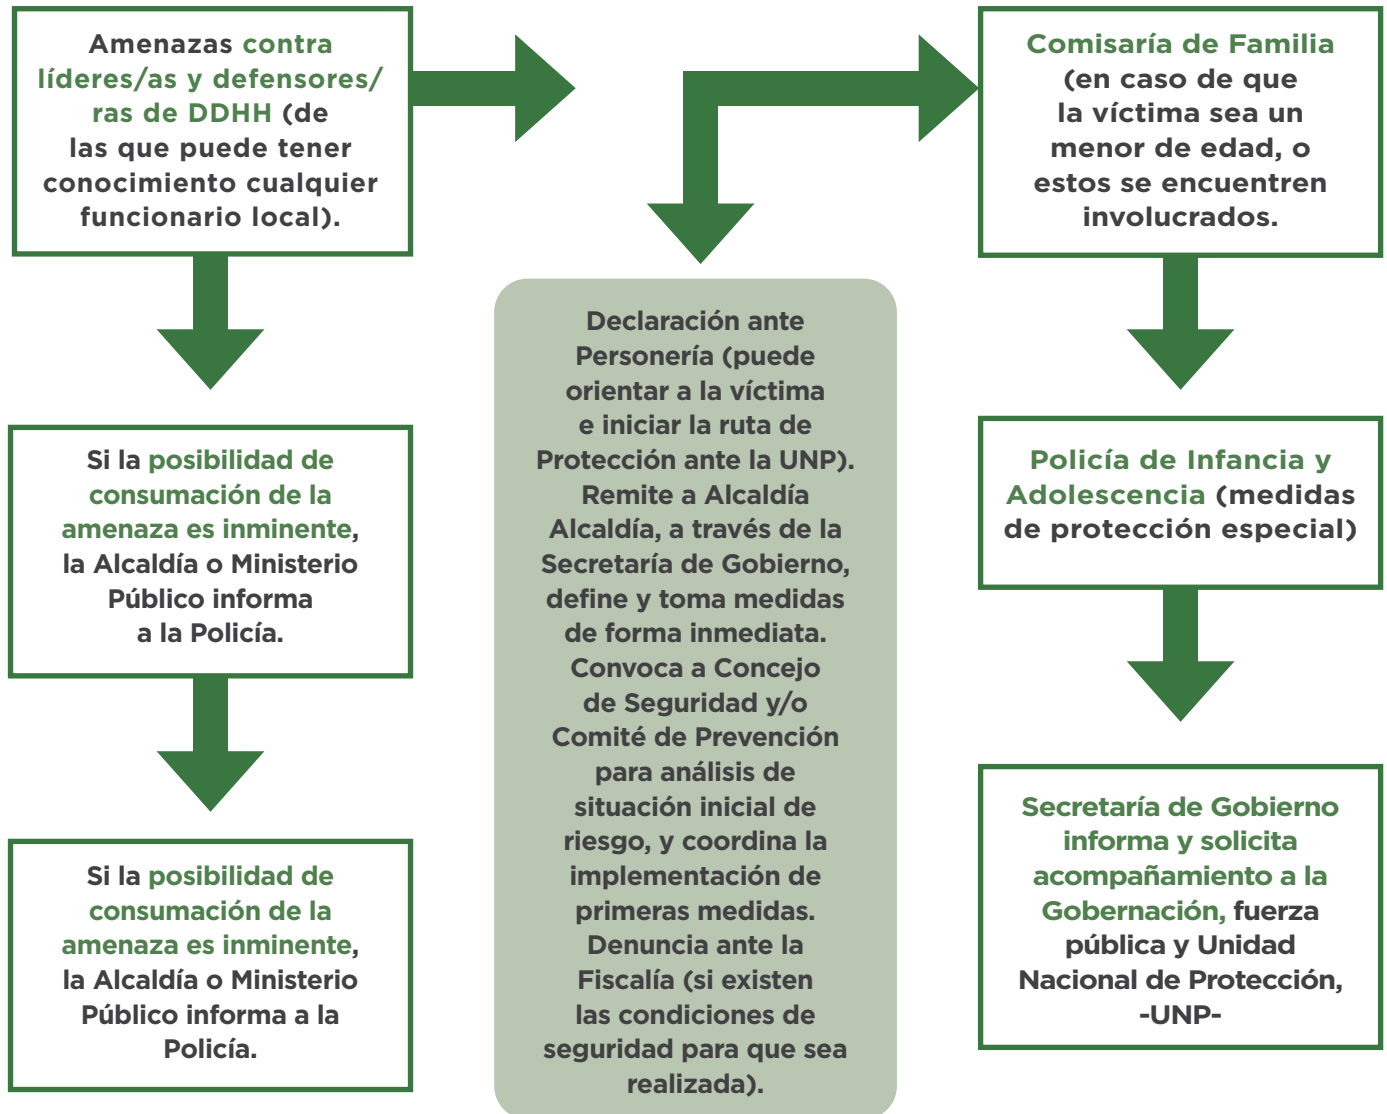 Amenazas contra
líderes/as y defensores/
ras de DDHH (de
las que puede tener
conocimiento cualquier
funcionario local).
Si la posibilidad de
consumación de la
amenaza es inminente,
la Alcaldía o Ministerio
Público informa
a la Policía.
Si la posibilidad de
consumación de la
amenaza es inminente,
la Alcaldía o Ministerio
Público informa a la
Policía.
Declaración ante
Personería (puede
orientar a la víctima
e iniciar la ruta de
Protección ante la UNP).
Remite a Alcaldía
Alcaldía, a través de la
Secretaría de Gobierno,
define y toma medidas
de forma inmediata.
Convoca a Concejo
de Seguridad y/o
Comité de Prevención
para análisis de
situación inicial de
riesgo, y coordina la
implementación de
primeras medidas.
Denuncia ante la
Fiscalía (si existen
las condiciones de
seguridad para que sea
realizada).
Comisaría de Familia
(en caso de que
la víctima sea un
menor de edad, o
estos se encuentren
involucrados.
Policía de Infancia y
Adolescencia (medidas
de protección especial)
Secretaría de Gobierno
informa y solicita
acompañamiento a la
Gobernación, fuerza
pública y Unidad
Nacional de Protección,
-UNP-